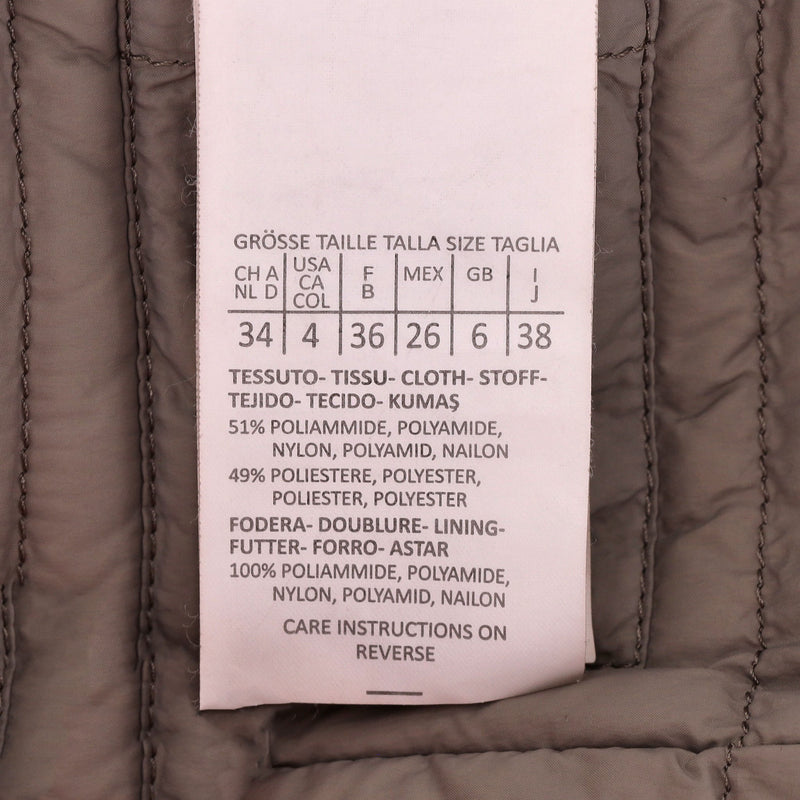 GRÖSSE TAILLE TALLA SIZE TAGLIA
CH A NL D | USA CA COL | F B | MEX | GB | I J
34 | 4 | 36 | 26 | 6 | 38
TESSUTO- TISSU- CLOTH- STOFF-
TEJIDO- TECIDO- KUMAŞ
51% POLIAMMIDE, POLYAMIDE,
NYLON, POLYAMID, NAILON
49% POLIESTERE, POLYESTER,
POLIESTER, POLYESTER
FODERA- DOUBLURE- LINING-
FUTTER- FORRO- ASTAR
100% POLIAMMIDE, POLYAMIDE,
NYLON, POLYAMID, NAILON
CARE INSTRUCTIONS ON
REVERSE